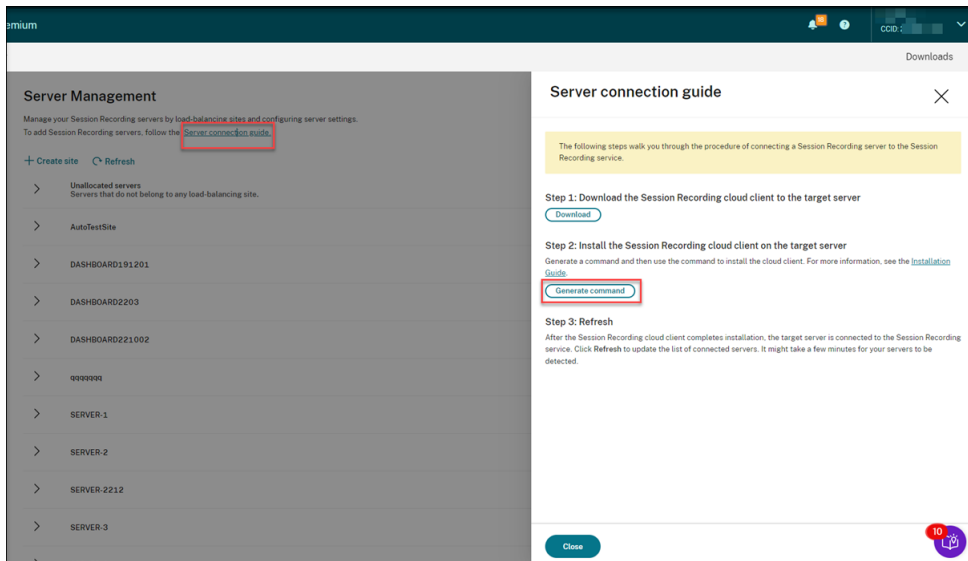 emium
10
?
CCID:
Downloads
Server Management
Manage your Session Recording servers by load-balancing sites and configuring server settings.
To add Session Recording servers, follow the Server connection guide.
+ Create site Refresh
Unallocated servers
Servers that do not belong to any load-balancing site.
AutoTestSite
DASHBOARD191201
DASHBOARD2203
DASHBOARD221002
qqqqqqq
SERVER-1
SERVER-2
SERVER-2212
SERVER-3
Server connection guide
The following steps walk you through the procedure of connecting a Session Recording server to the Session
Recording service.
Step 1: Download the Session Recording cloud client to the target server
Download
Step 2: Install the Session Recording cloud client on the target server
Generate a command and then use the command to install the cloud client. For more information, see the Installation
Guide.
Generate command
Step 3: Refresh
After the Session Recording cloud client completes installation, the target server is connected to the Session Recording
service. Click Refresh to update the list of connected servers. It might take a few minutes for your servers to be
detected.
Close
10